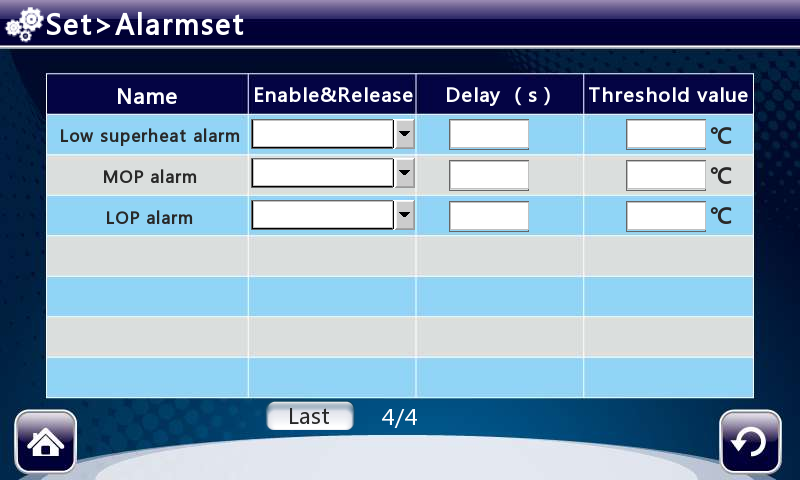 Set>Alarmset
Name Enable&Release Delay ( s ) Threshold value
Low superheat alarm ℃
MOP alarm ℃
LOP alarm ℃
Last 4/4